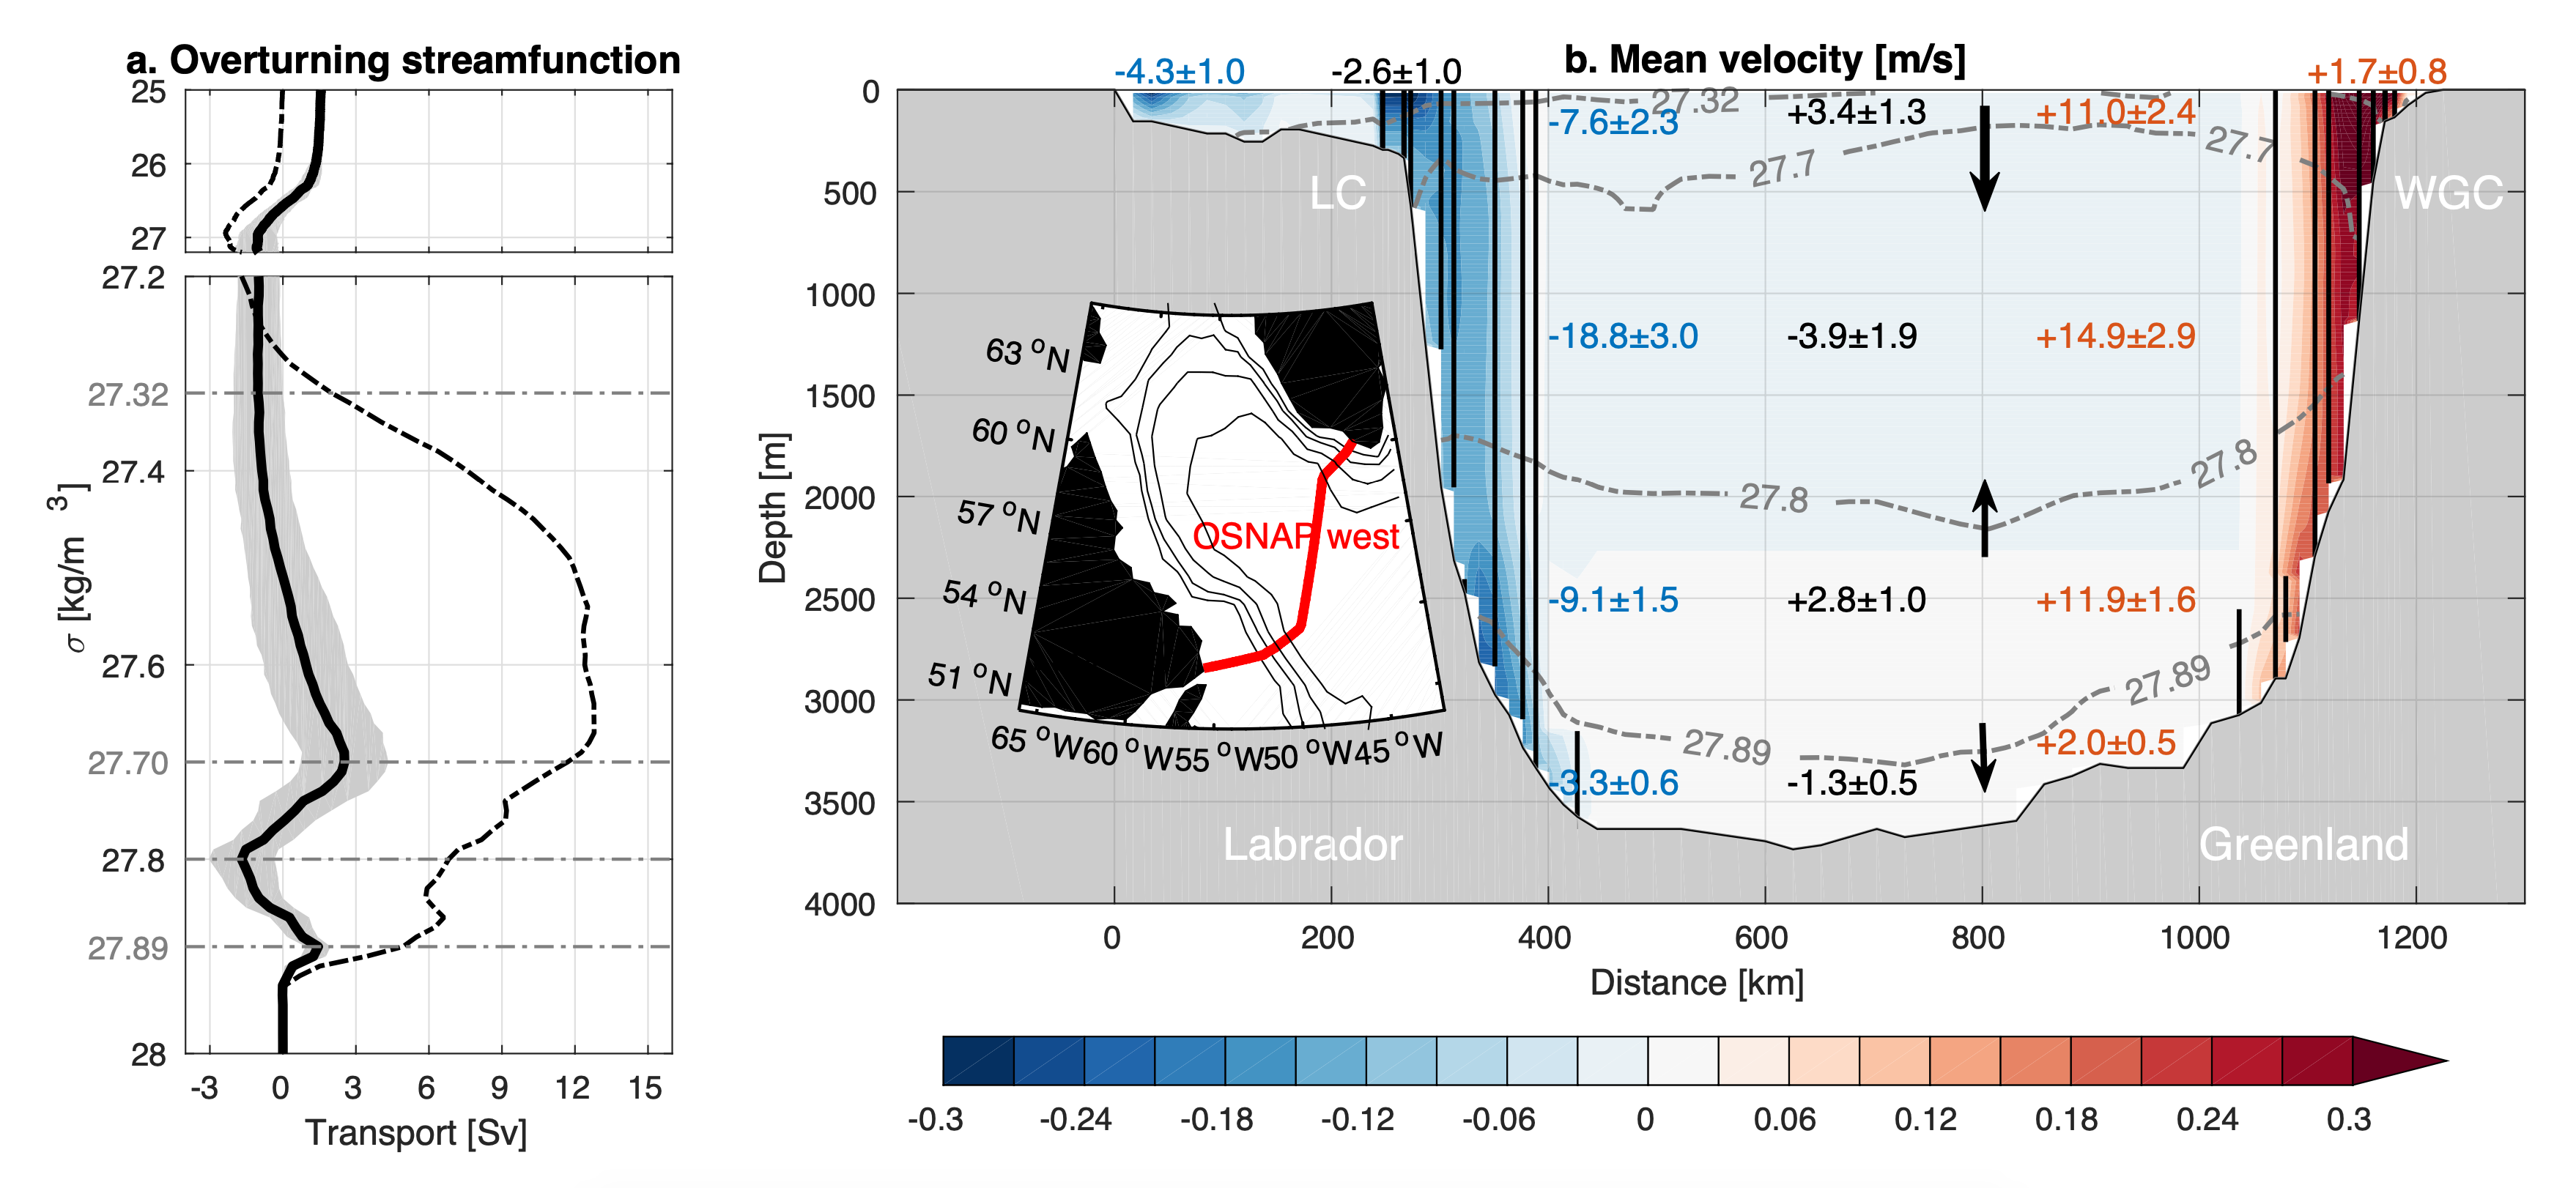 a. Overturning streamfunction
25
26
27
27.2
27.32
27.4
27.6
27.70
27.8
27.89
28
σ [kg/m 3]
-3 0 3 6 9 12 15
Transport [Sv]
b. Mean velocity [m/s]
-4.3±1.0 -2.6±1.0 +1.7±0.8
0
500
1000
1500
2000
2500
3000
3500
4000
Depth [m]
27.32
-7.6±2.3 +3.4±1.3 +11.0±2.4
27.7 27.7
LC WGC
-18.8±3.0 -3.9±1.9 +14.9±2.9
27.8 27.8
-9.1±1.5 +2.8±1.0 +11.9±1.6
27.89 27.89
+2.0±0.5
-3.3±0.6 -1.3±0.5
Labrador Greenland
63 °N
60 °N
57 °N
54 °N
51 °N
OSNAP west
65 °W 60 °W 55 °W 50 °W 45 °W
0 200 400 600 800 1000 1200
Distance [km]
-0.3 -0.24 -0.18 -0.12 -0.06 0 0.06 0.12 0.18 0.24 0.3